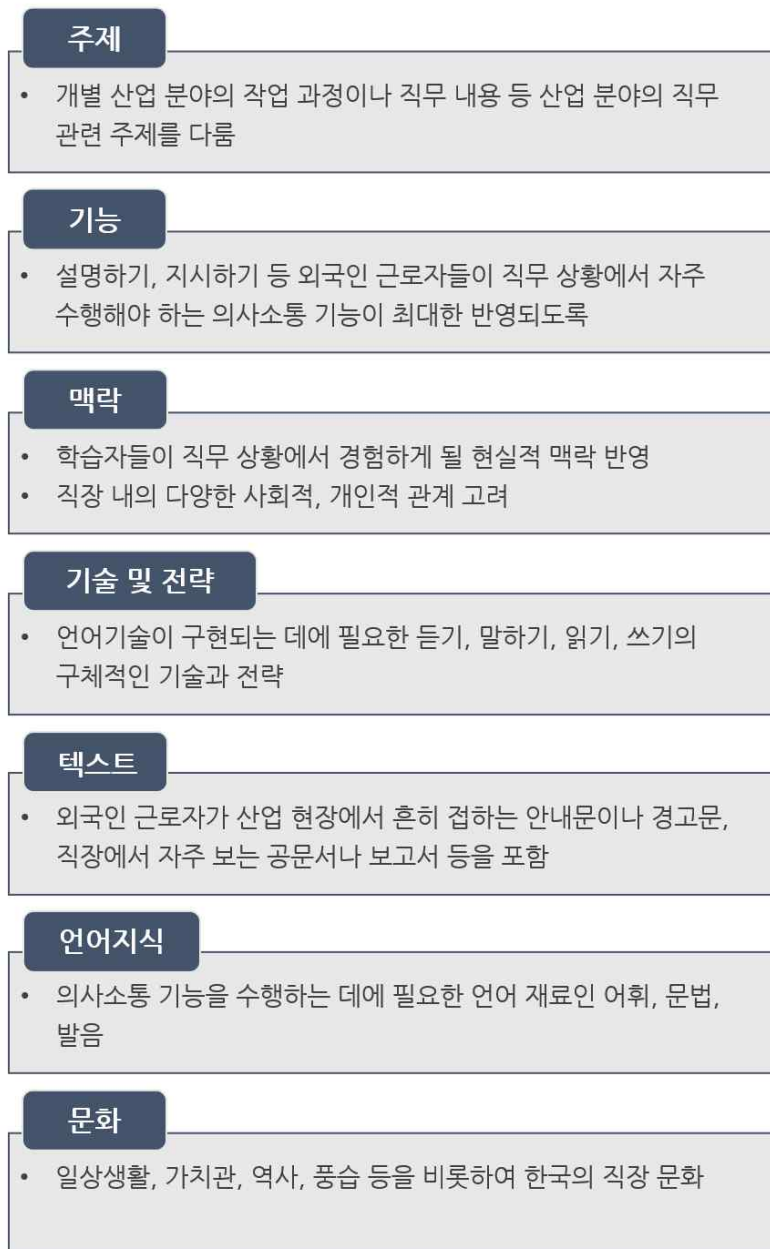 주제
• 개별 산업 분야의 작업 과정이나 직무 내용 등 산업 분야의 직무
관련 주제를 다룸
기능
• 설명하기, 지시하기 등 외국인 근로자들이 직무 상황에서 자주
수행해야 하는 의사소통 기능이 최대한 반영되도록
맥락
• 학습자들이 직무 상황에서 경험하게 될 현실적 맥락 반영
• 직장 내의 다양한 사회적, 개인적 관계 고려
기술 및 전략
• 언어기술이 구현되는 데에 필요한 듣기, 말하기, 읽기, 쓰기의
구체적인 기술과 전략
텍스트
• 외국인 근로자가 산업 현장에서 흔히 접하는 안내문이나 경고문,
직장에서 자주 보는 공문서나 보고서 등을 포함
언어지식
• 의사소통 기능을 수행하는 데에 필요한 언어 재료인 어휘, 문법,
발음
문화
• 일상생활, 가치관, 역사, 풍습 등을 비롯하여 한국의 직장 문화